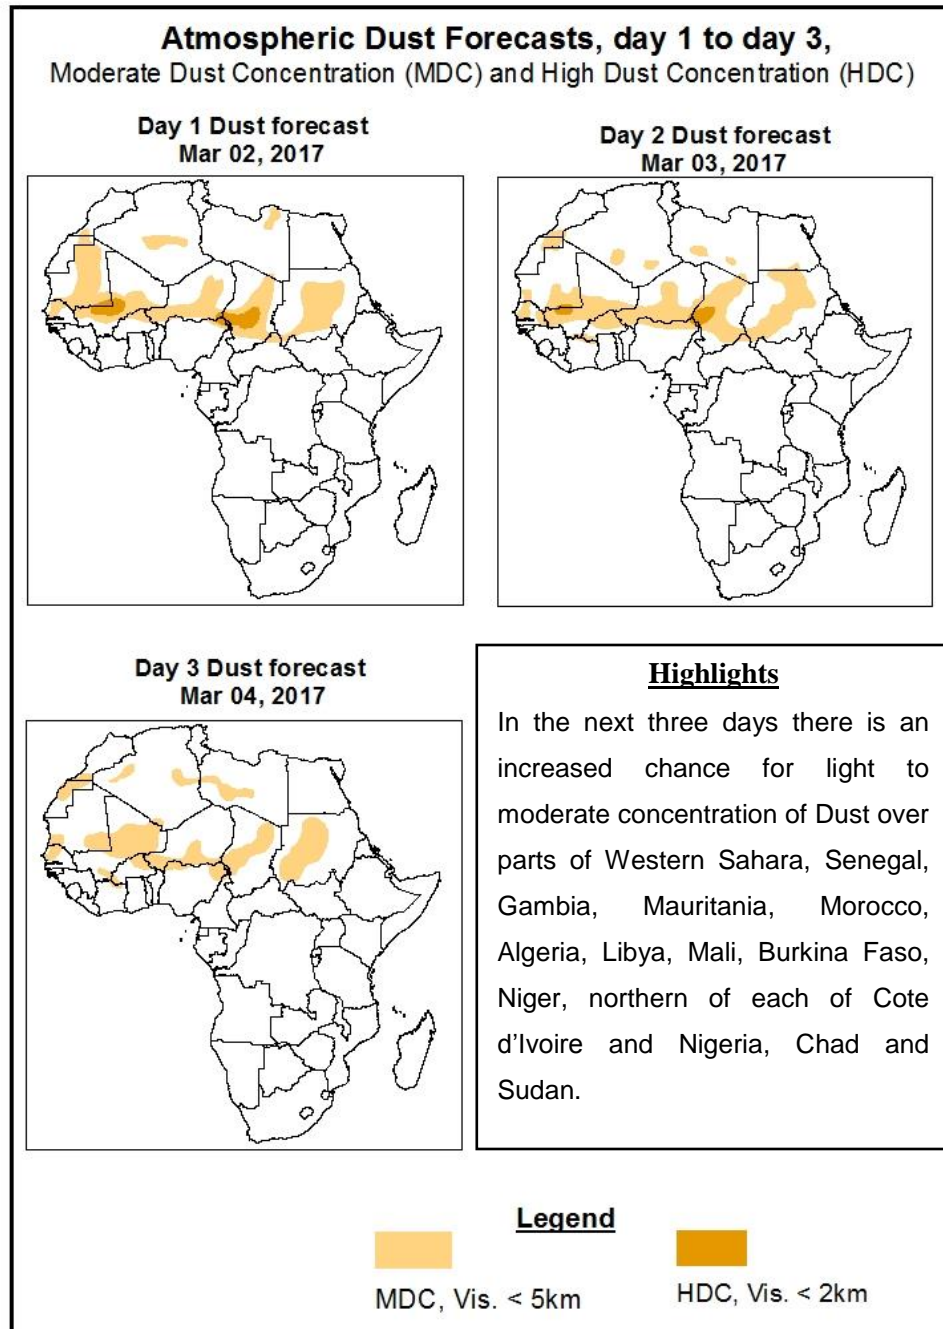 Atmospheric Dust Forecasts, day 1 to day 3,
Moderate Dust Concentration (MDC) and High Dust Concentration (HDC)
Day 1 Dust forecast
Mar 02, 2017
Day 2 Dust forecast
Mar 03, 2017
Day 3 Dust forecast
Mar 04, 2017
Highlights
In the next three days there is an
increased chance for light to
moderate concentration of Dust over
parts of Western Sahara, Senegal,
Gambia, Mauritania, Morocco,
Algeria, Libya, Mali, Burkina Faso,
Niger, northern of each of Cote
d’Ivoire and Nigeria, Chad and
Sudan.
Legend
MDC, Vis. < 5km
HDC, Vis. < 2km